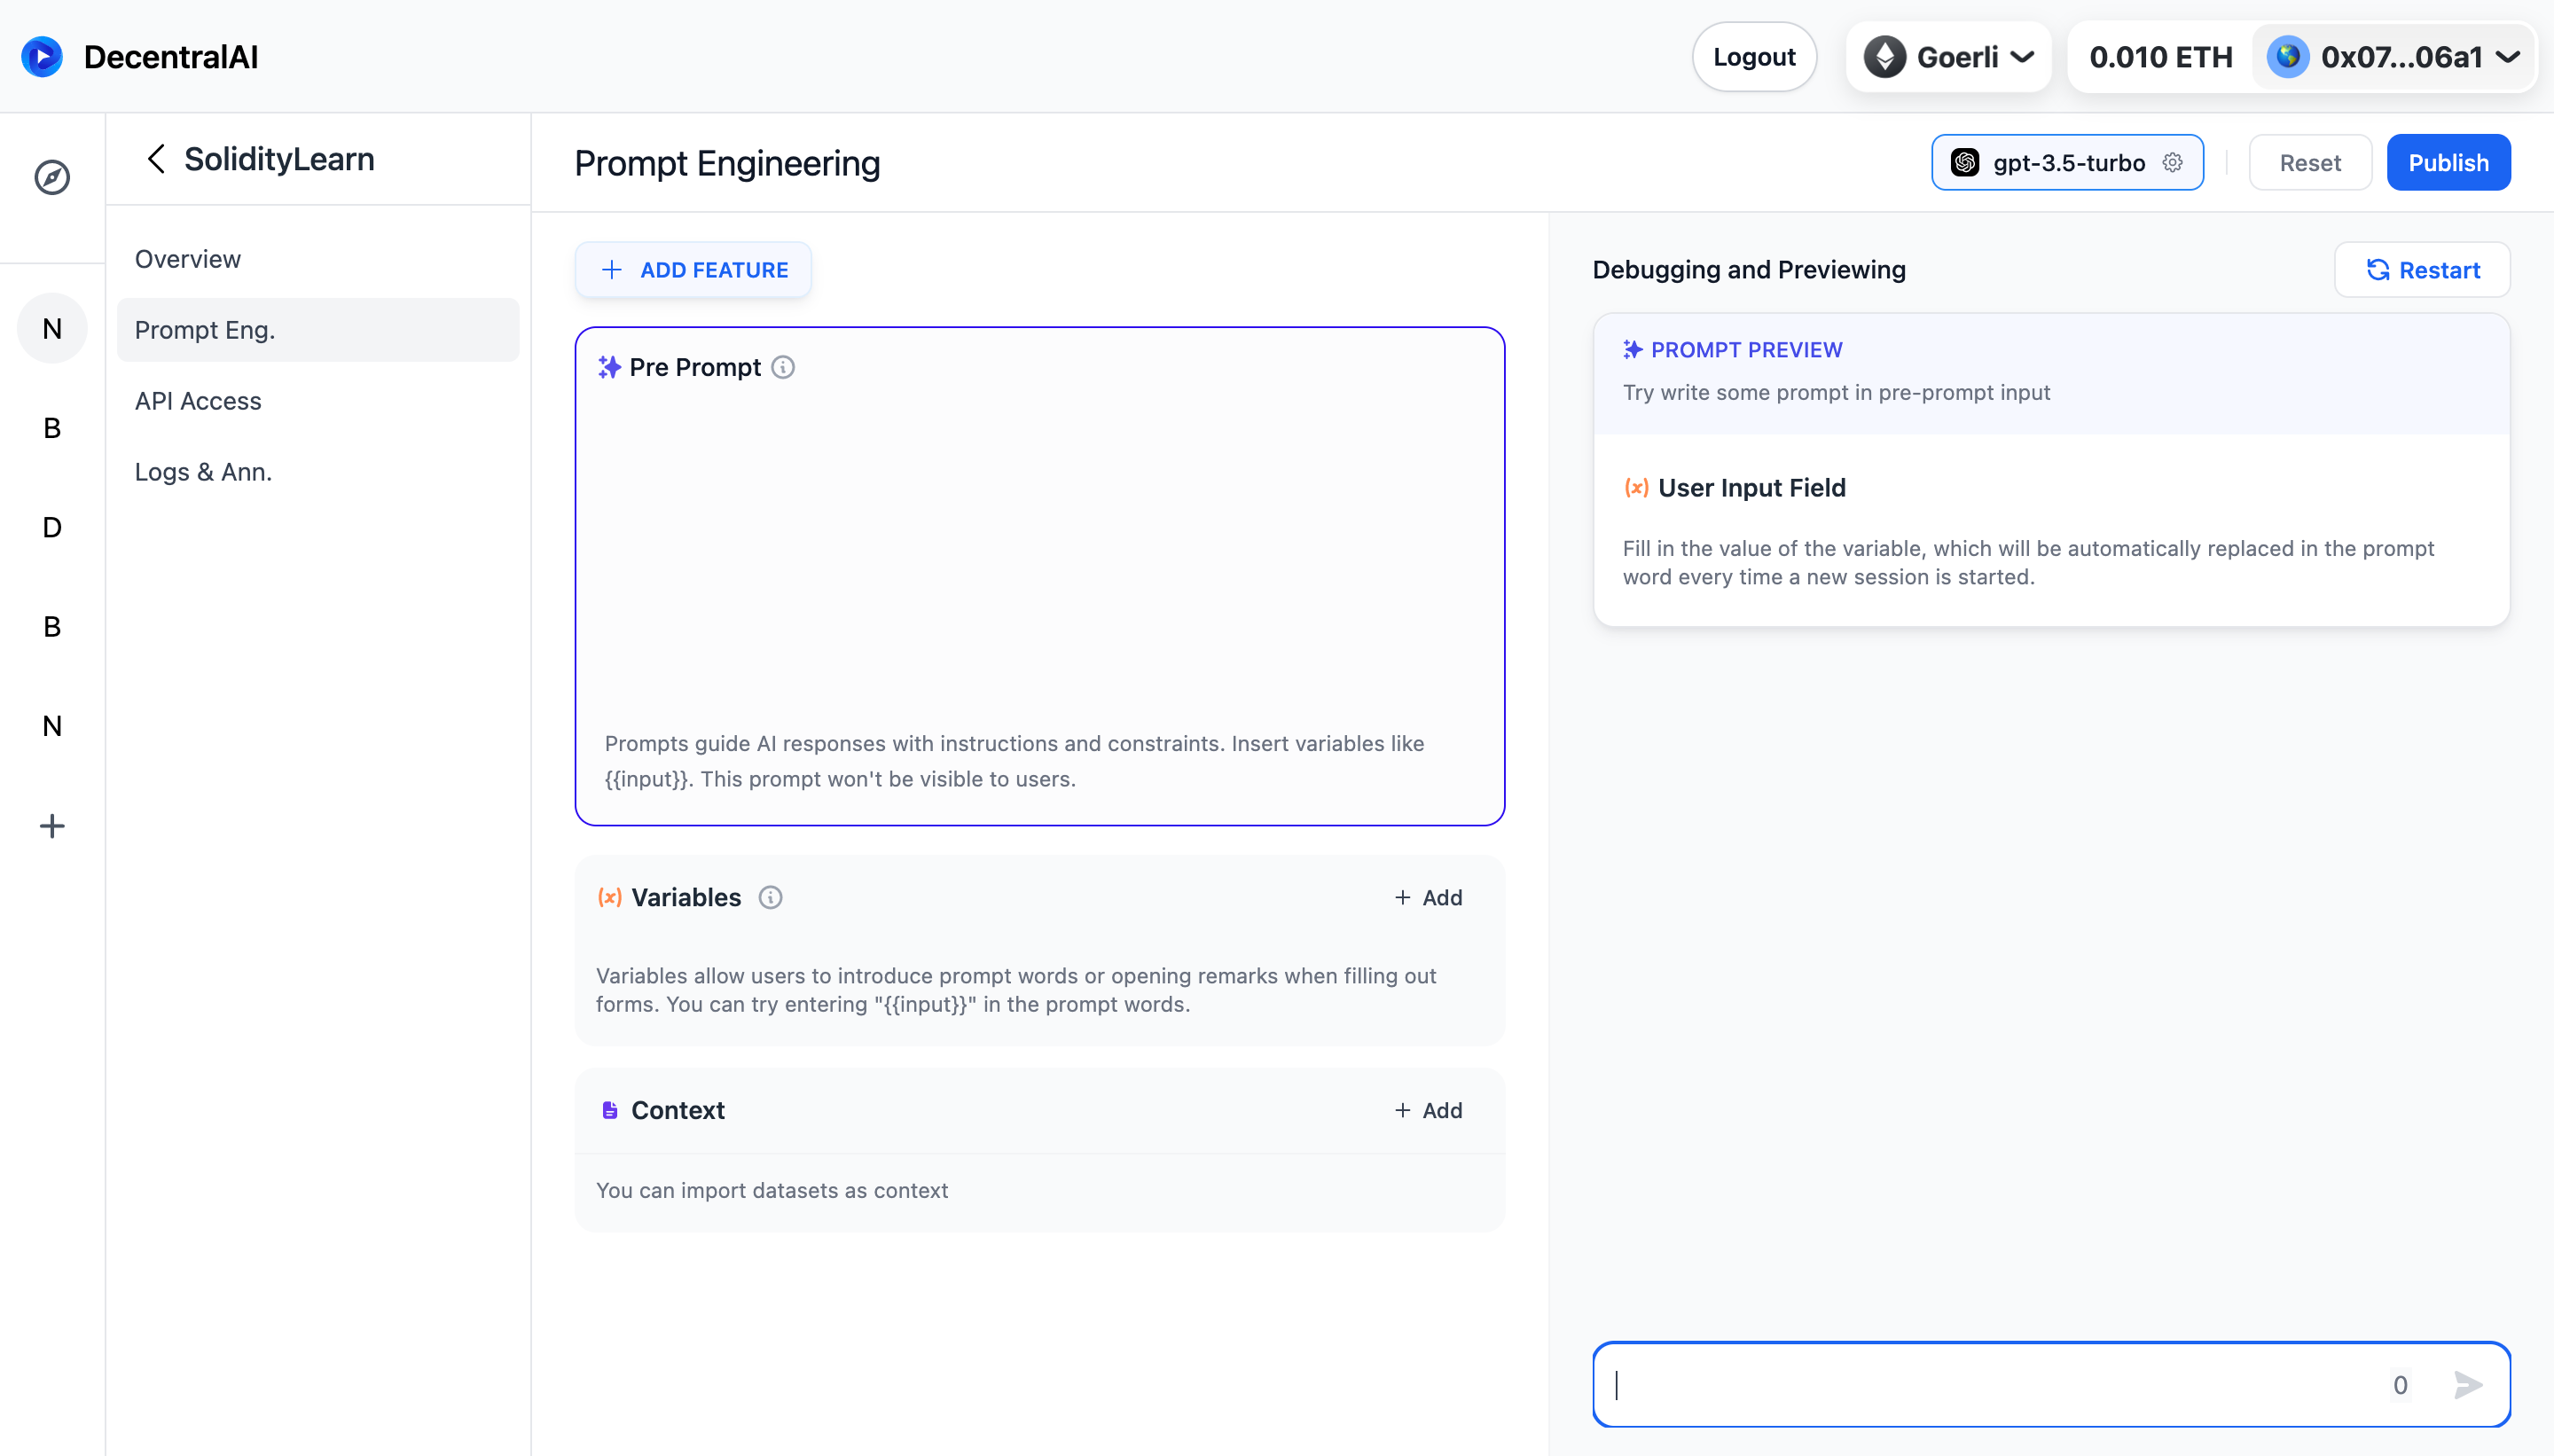 DecentralAI
Logout
Goerli
0.010 ETH
0x07...06a1
SolidityLearn
Overview
Prompt Eng.
API Access
Logs & Ann.
N
B
D
B
N
Prompt Engineering
gpt-3.5-turbo
Reset
Publish
ADD FEATURE
Pre Prompt
Prompts guide AI responses with instructions and constraints. Insert variables like
{{input}}. This prompt won't be visible to users.
(x) Variables
+ Add
Variables allow users to introduce prompt words or opening remarks when filling out
forms. You can try entering "{{input}}" in the prompt words.
Context
+ Add
You can import datasets as context
Debugging and Previewing
Restart
PROMPT PREVIEW
Try write some prompt in pre-prompt input
(x) User Input Field
Fill in the value of the variable, which will be automatically replaced in the prompt
word every time a new session is started.
0